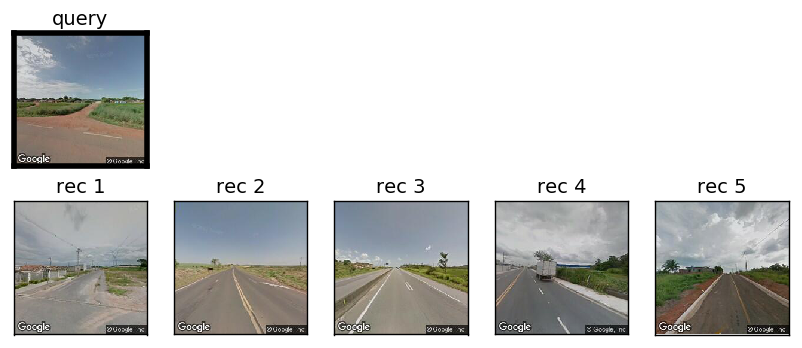 query
Google
© Google, Inc
rec 1
rec 2
rec 3
rec 4
rec 5
Google
© Google, Inc
Google
© Google, Inc
Google
© Google, Inc
Google
© Google, Inc
Google
© Google, Inc